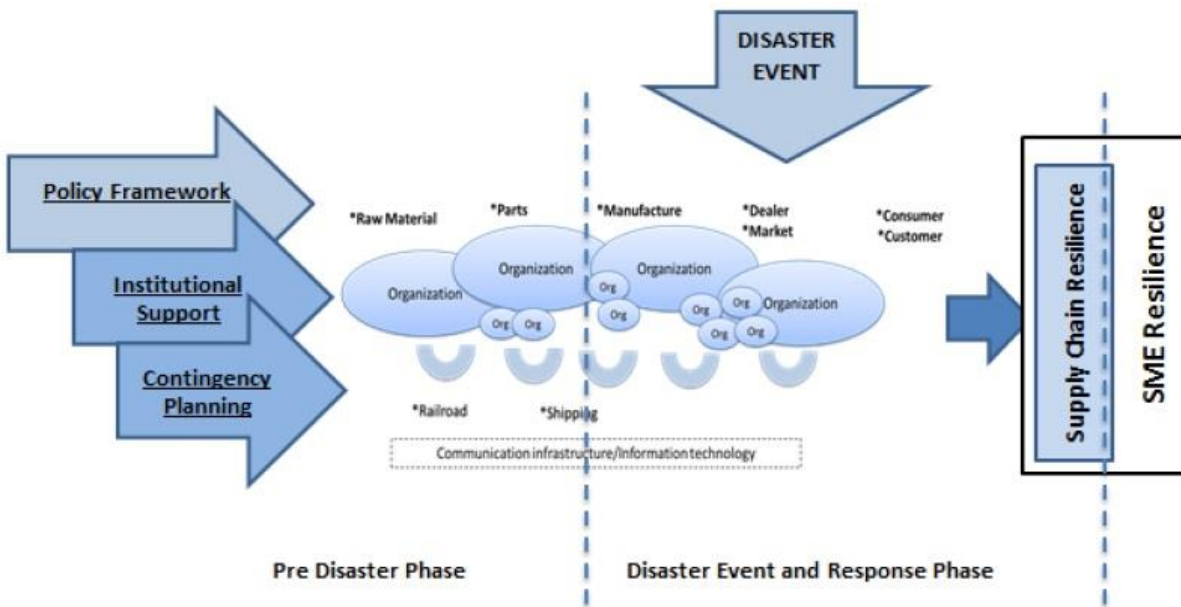 DISASTER
EVENT
Policy Framework
Institutional
Support
Contingency
Planning
*Raw Material
*Parts
*Manufacture
*Dealer
*Market
*Consumer
*Customer
Organization
Organization
Organization
Organization
Org
Org
Org
Org
Org
Org
Org
Org
*Railroad
*Shipping
Communication infrastructure/Information technology
Supply Chain Resilience
SME Resilience
Pre Disaster Phase
Disaster Event and Response Phase